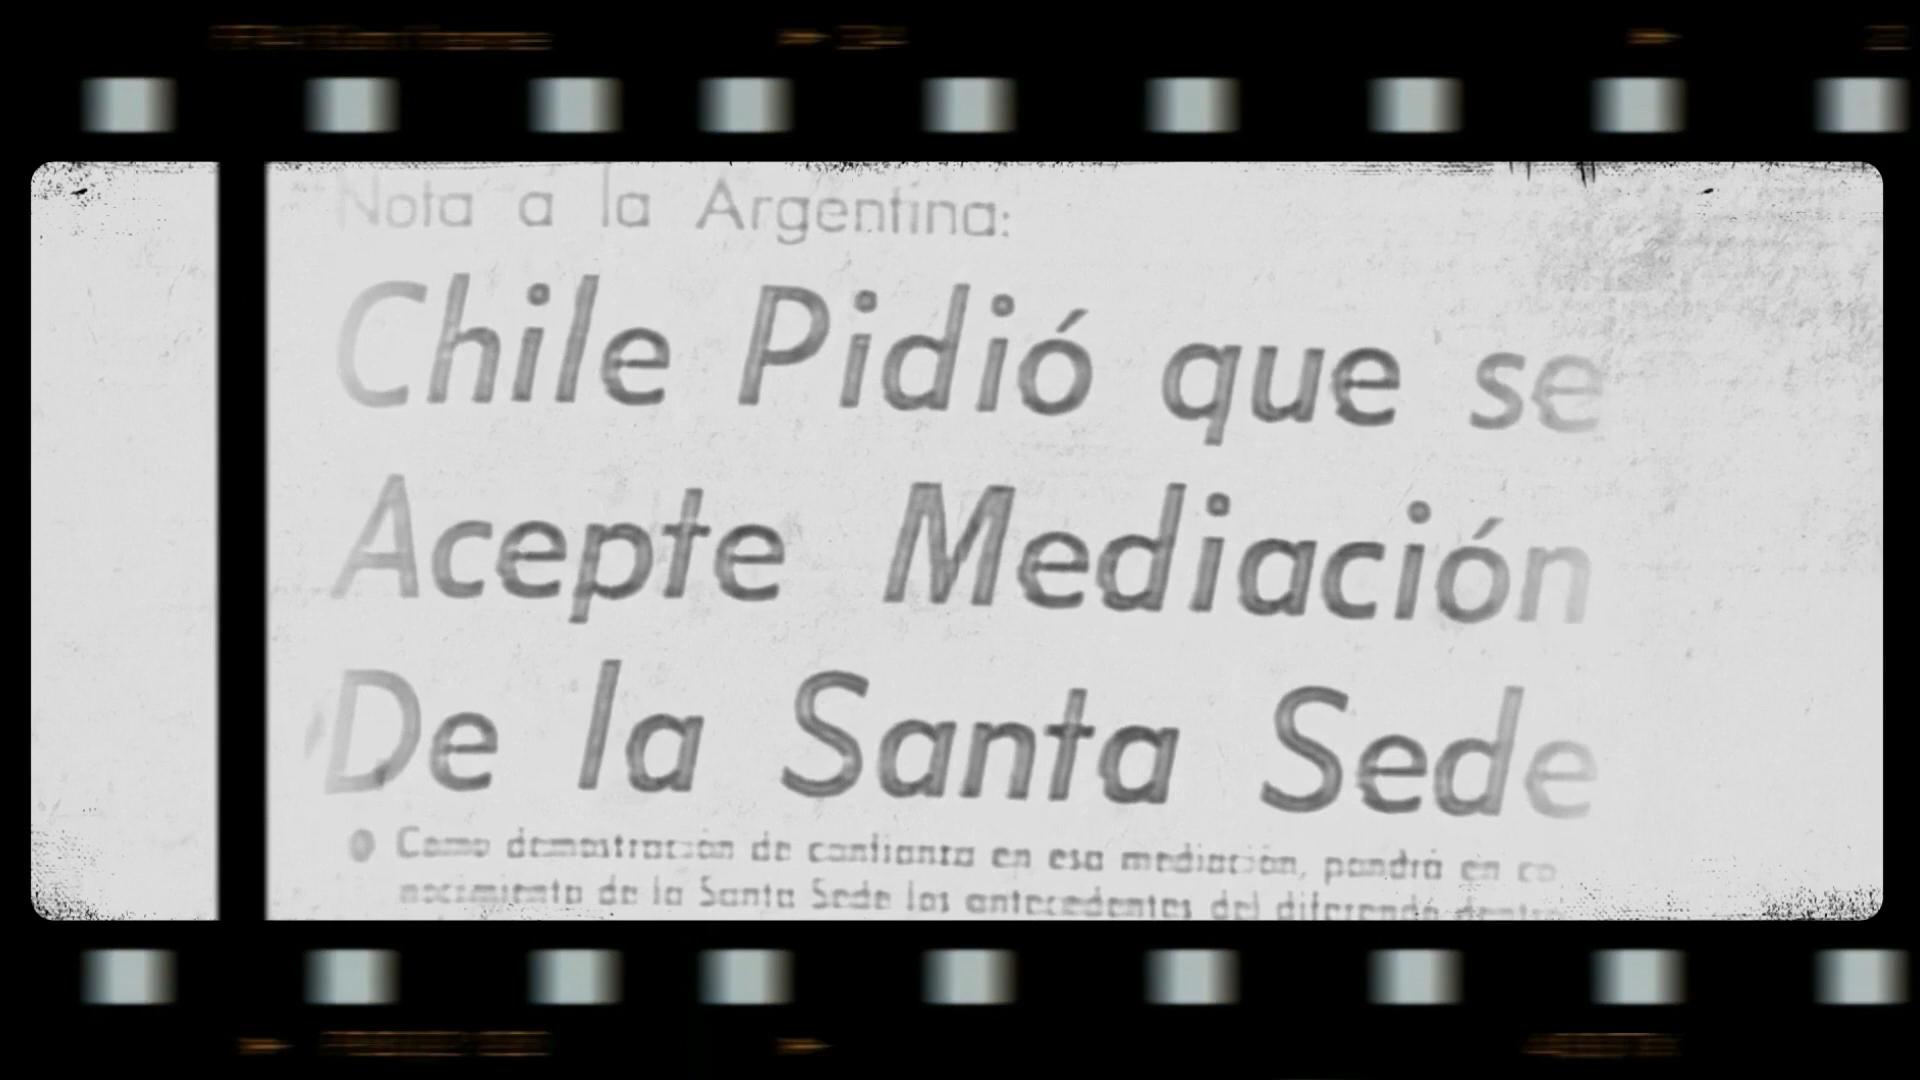 Nota a la Argentina:
Chile Pidió que se
Acepte Mediación
De la Santa Sede
Como demostración de confianza en esa mediación, pondrá en co
nocimiento de la Santa Sede los antecedentes del diferendo dentro